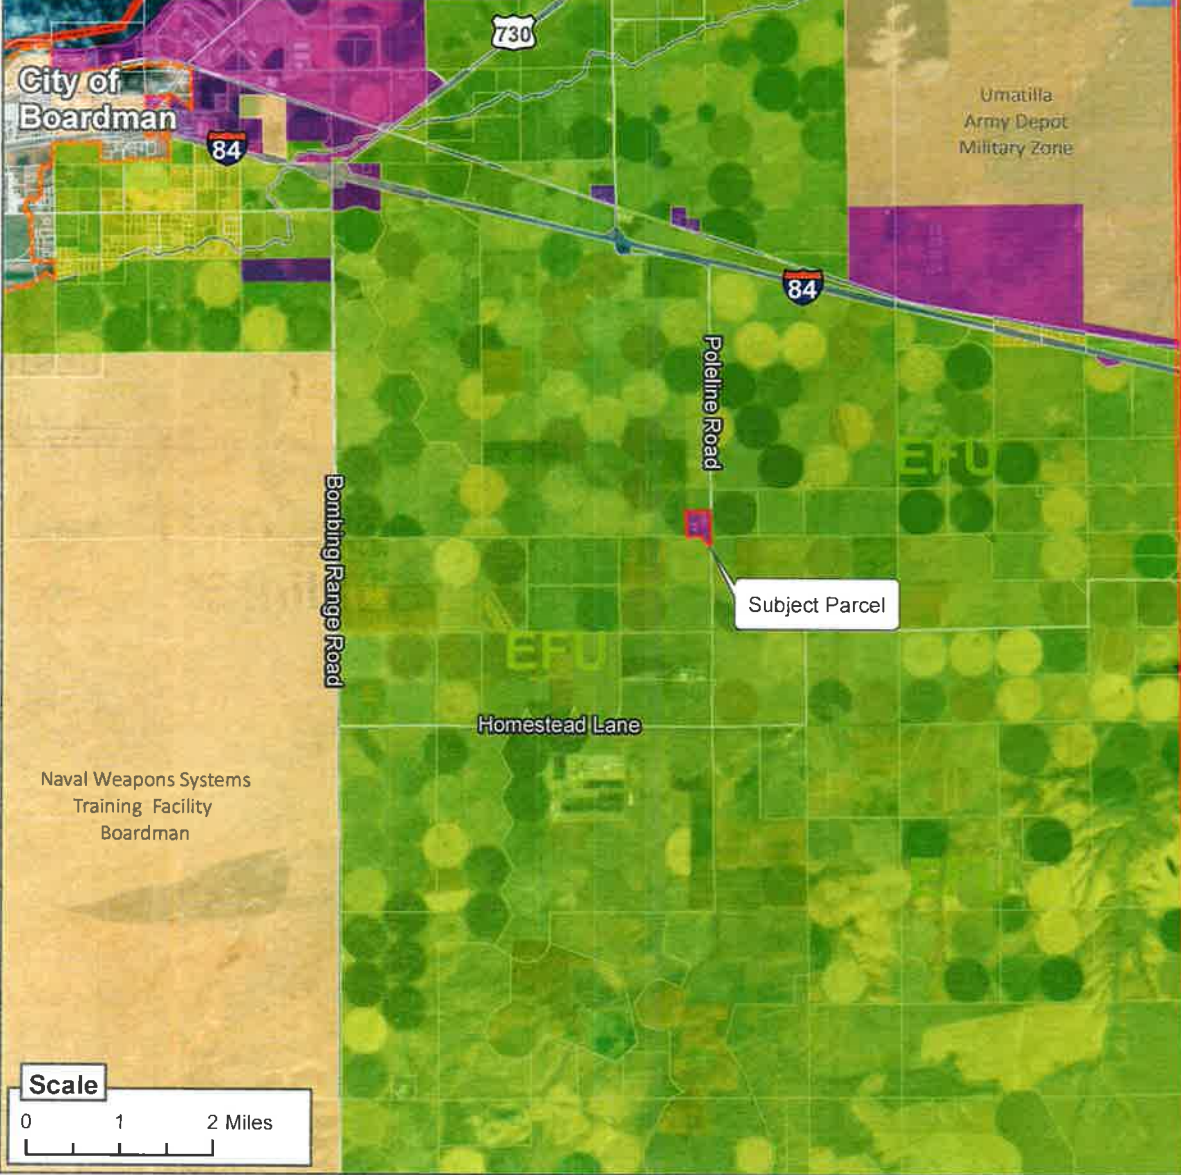 730
City of
Boardman
84
Umatilla
Army Depot
Military Zone
84
Poleline Road
EFU
Bombing Range Road
Subject Parcel
EFU
Homestead Lane
Naval Weapons Systems
Training Facility
Boardman
EFU
Scale
0 1 2 Miles